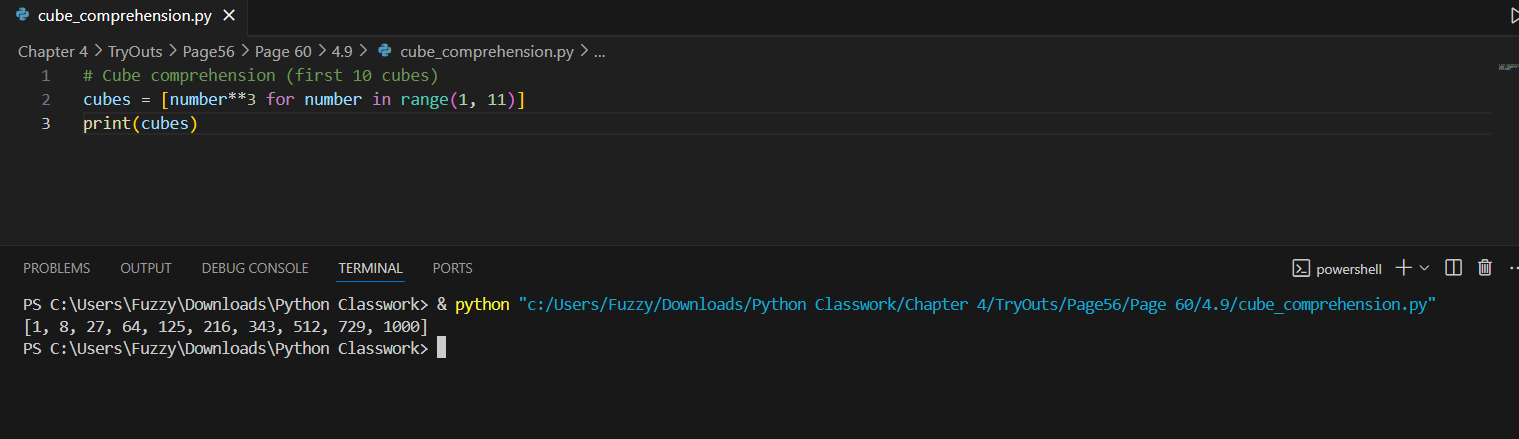 cube_comprehension.py
Chapter 4 > TryOuts > Page56 > Page 60 > 4.9 > cube_comprehension.py > ...
1 # Cube comprehension (first 10 cubes)
2 cubes = [number**3 for number in range(1, 11)]
3 print(cubes)
PROBLEMS OUTPUT DEBUG CONSOLE TERMINAL PORTS powershell
PS C:\Users\Fuzzy\Downloads\Python Classwork> & python "c:/Users/Fuzzy/Downloads/Python Classwork/Chapter 4/TryOuts/Page56/Page 60/4.9/cube_comprehension.py"
[1, 8, 27, 64, 125, 216, 343, 512, 729, 1000]
PS C:\Users\Fuzzy\Downloads\Python Classwork>